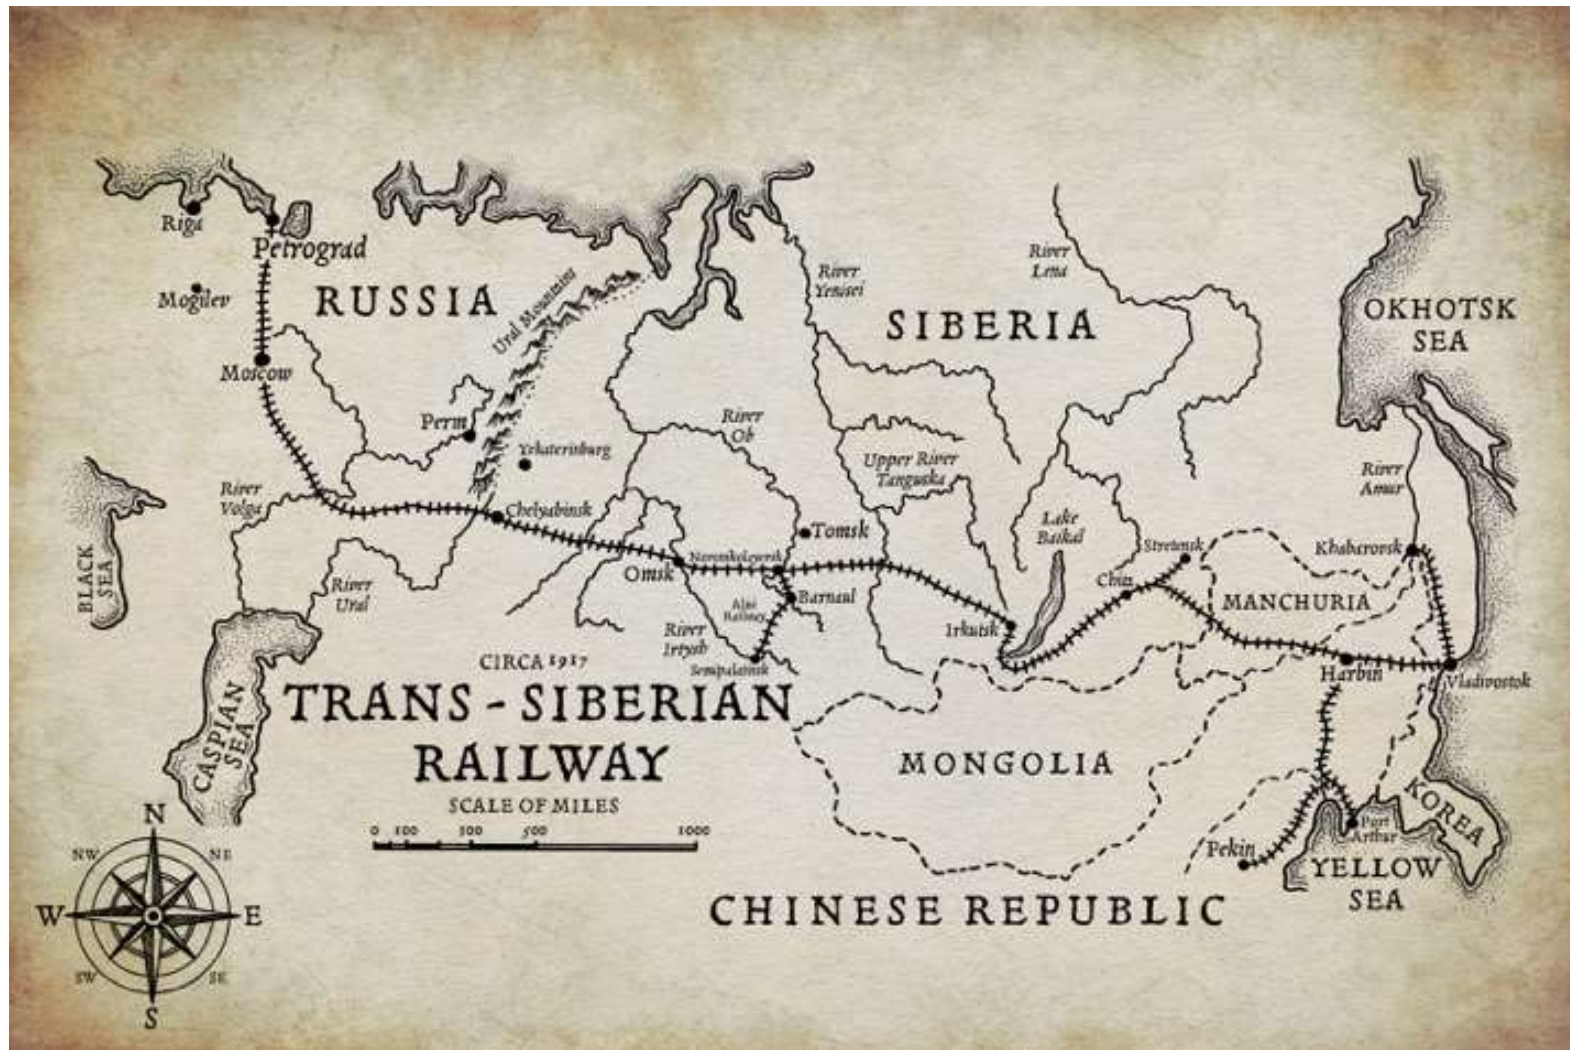 Riga
Petrograd
Mogilev
RUSSIA
Moscow
Ural Mountains
Perm
Yekaterinburg
River
Volga
Chelyabinsk
BLACK
SEA
River
Ural
CASPIAN
SEA
River
Yenisei
River
Lena
SIBERIA
OKHOTSK
SEA
River
Ob
Upper River
Tanguska
River
Amur
Lake
Baikal
Tomsk
Omsk
Barnaul
Altai
Railway
River
Irtysh
Semipalatinsk
Irkutsk
Chita
Stretensk
Khabarovsk
MANCHURIA
Harbin
Vladivostok
CIRCA 1917
TRANS - SIBERIAN
RAILWAY
SCALE OF MILES
0 100 300 500 1000
MONGOLIA
KOREA
Port
Arthur
Pekin
YELLOW
SEA
CHINESE REPUBLIC
N
NW NE
W E
SW SE
S